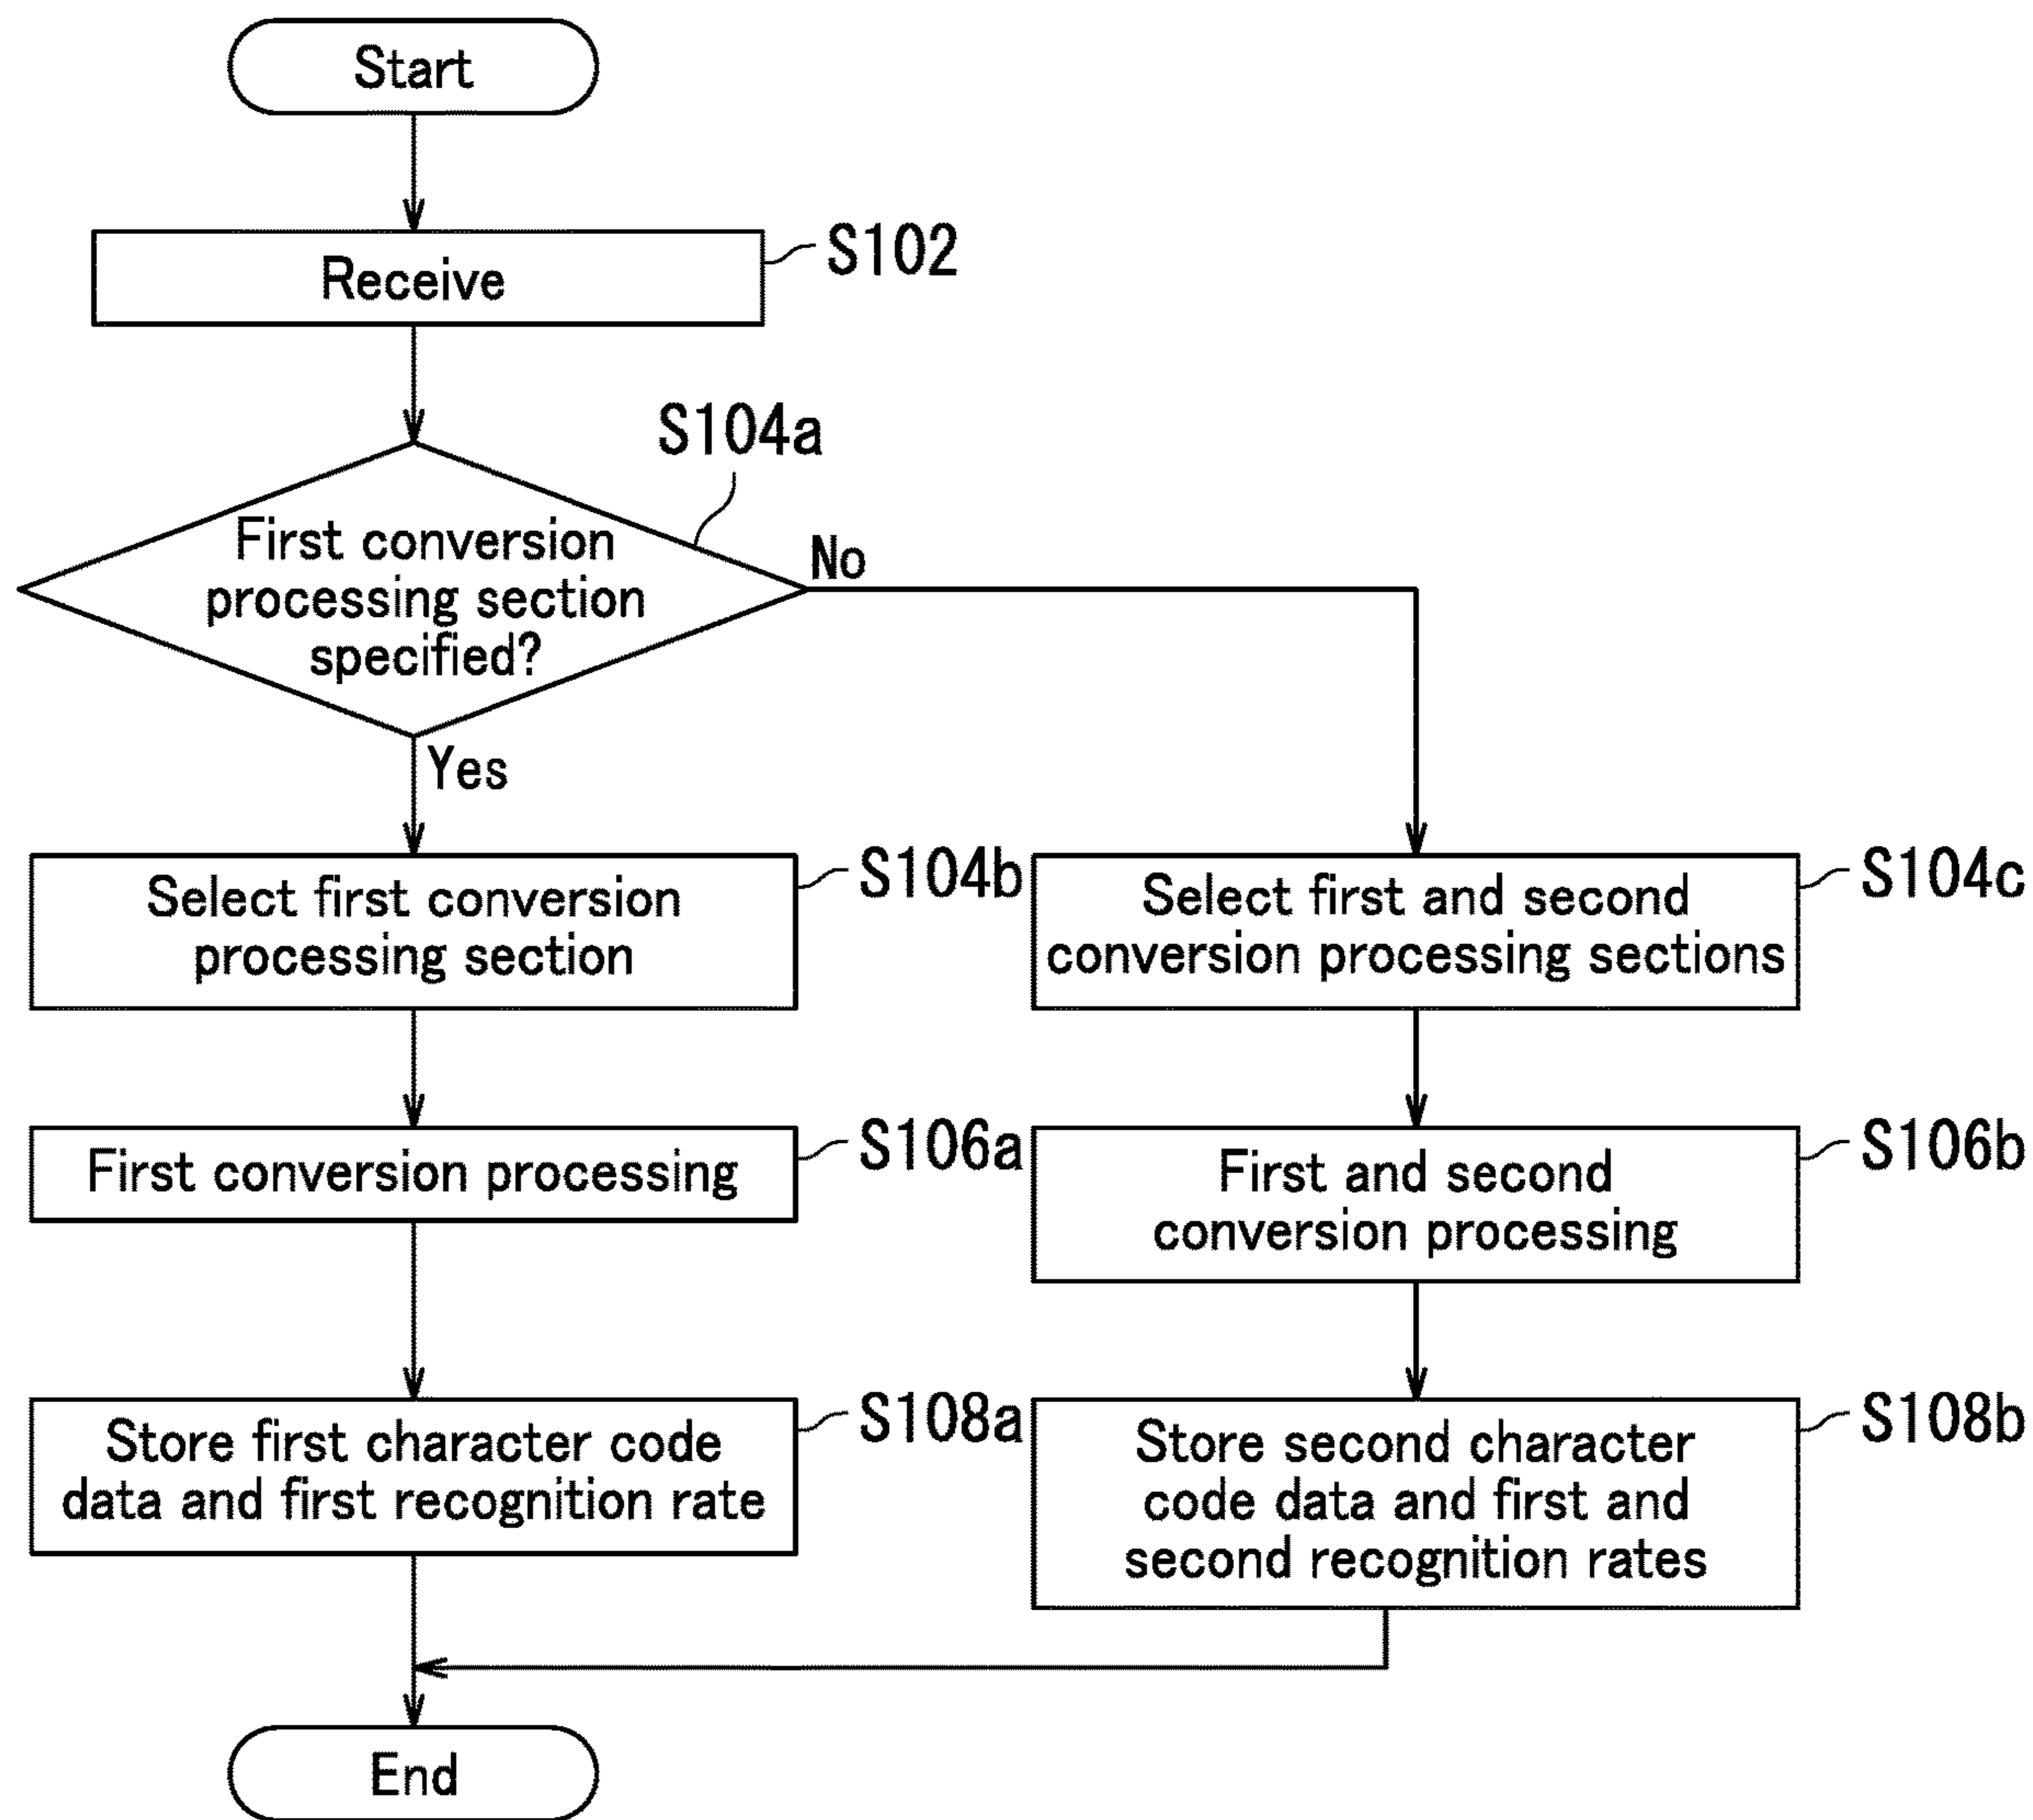 Start
Receive
S102
S104a
First conversion
processing section
specified?
No
Yes
Select first conversion
processing section
S104b
Select first and second
conversion processing sections
S104c
First conversion processing
S106a
First and second
conversion processing
S106b
Store first character code
data and first recognition rate
S108a
Store second character
code data and first and
second recognition rates
S108b
End